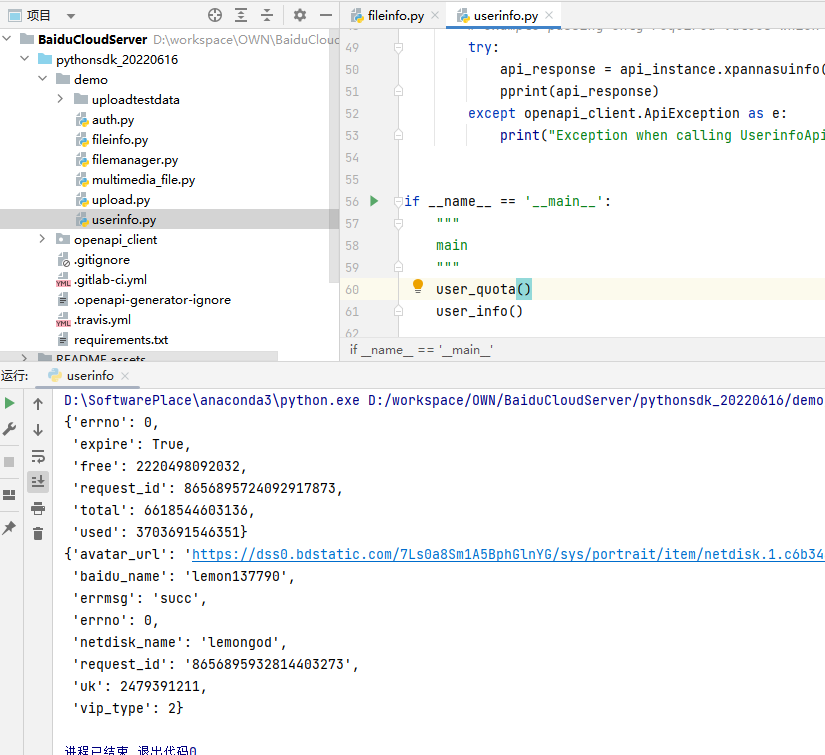 项目
BaiduCloudServer D:\workspace\OWN\BaiduCloud
pythonsdk_20220616
demo
uploadtestdata
auth.py
fileinfo.py
filemanager.py
multimedia_file.py
upload.py
userinfo.py
openapi_client
.gitignore
.gitlab-ci.yml
.openapi-generator-ignore
.travis.yml
requirements.txt
README.assets
fileinfo.py
userinfo.py
49 try:
50 api_response = api_instance.xpannasuinfo(
51 pprint(api_response)
52 except openapi_client.ApiException as e:
53 print("Exception when calling UserinfoApi
54
55
56 if __name__ == '__main__':
57 """
58 main
59 """
60 user_quota()
61 user_info()
62
if __name__ == '__main__'
运行: userinfo
D:\SoftwarePlace\anaconda3\python.exe D:/workspace/OWN/BaiduCloudServer/pythonsdk_20220616/demo
{'errno': 0,
'expire': True,
'free': 2220498092032,
'request_id': 8656895724092917873,
'total': 6618544603136,
'used': 3703691546351}
{'avatar_url': 'https://dss0.bdstatic.com/7Ls0a8Sm1A5BphGlnYG/sys/portrait/item/netdisk.1.c6b34
'baidu_name': 'lemon137790',
'errmsg': 'succ',
'errno': 0,
'netdisk_name': 'lemongod',
'request_id': '8656895932814403273',
'uk': 2479391211,
'vip_type': 2}
进程已结束,退出代码0